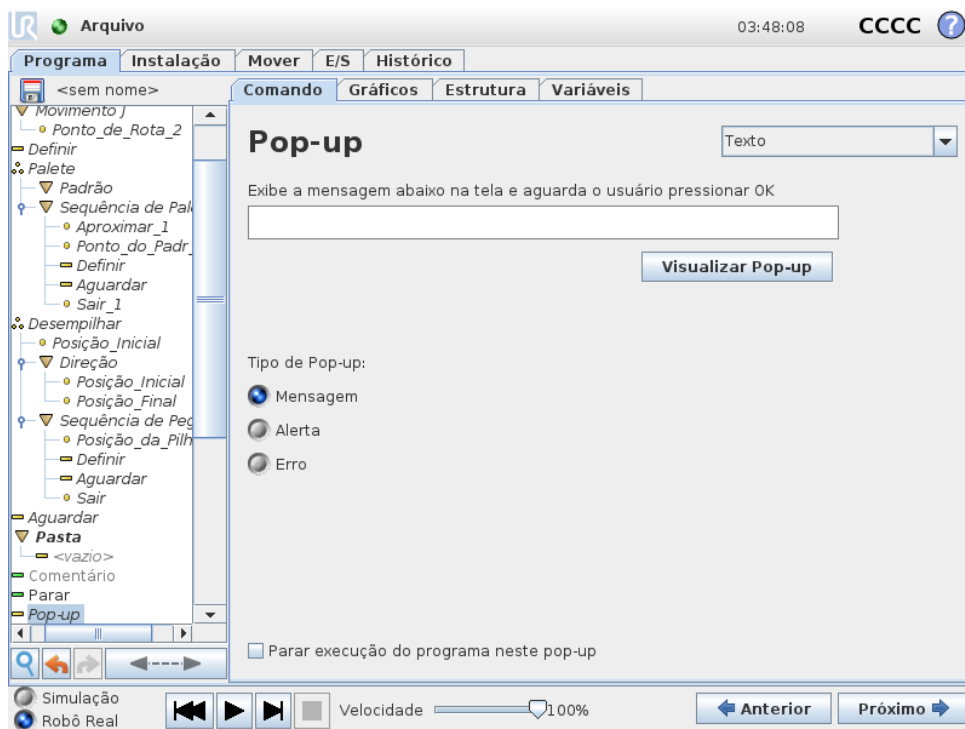 UR Arquivo 03:48:08 CCCC ?
Programa Instalação Mover E/S Histórico
<sem nome> Comando Gráficos Estrutura Variáveis
Movimento J
Ponto_de_Rota_2
Definir
Palete
Padrão
Sequência de Pal
Aproximar_1
Ponto_do_Padr_
Definir
Aguardar
Sair_1
Desempilhar
Posição_Inicial
Direção
Posição_Inicial
Posição_Final
Sequência de Peg
Posição_da_Pilh
Definir
Aguardar
Sair
Aguardar
Pasta
<vazio>
Comentário
Parar
Pop-up
Pop-up
Texto
Exibe a mensagem abaixo na tela e aguarda o usuário pressionar OK
Visualizar Pop-up
Tipo de Pop-up:
Mensagem
Alerta
Erro
Parar execução do programa neste pop-up
Simulação
Robô Real
Velocidade 100%
Anterior Próximo